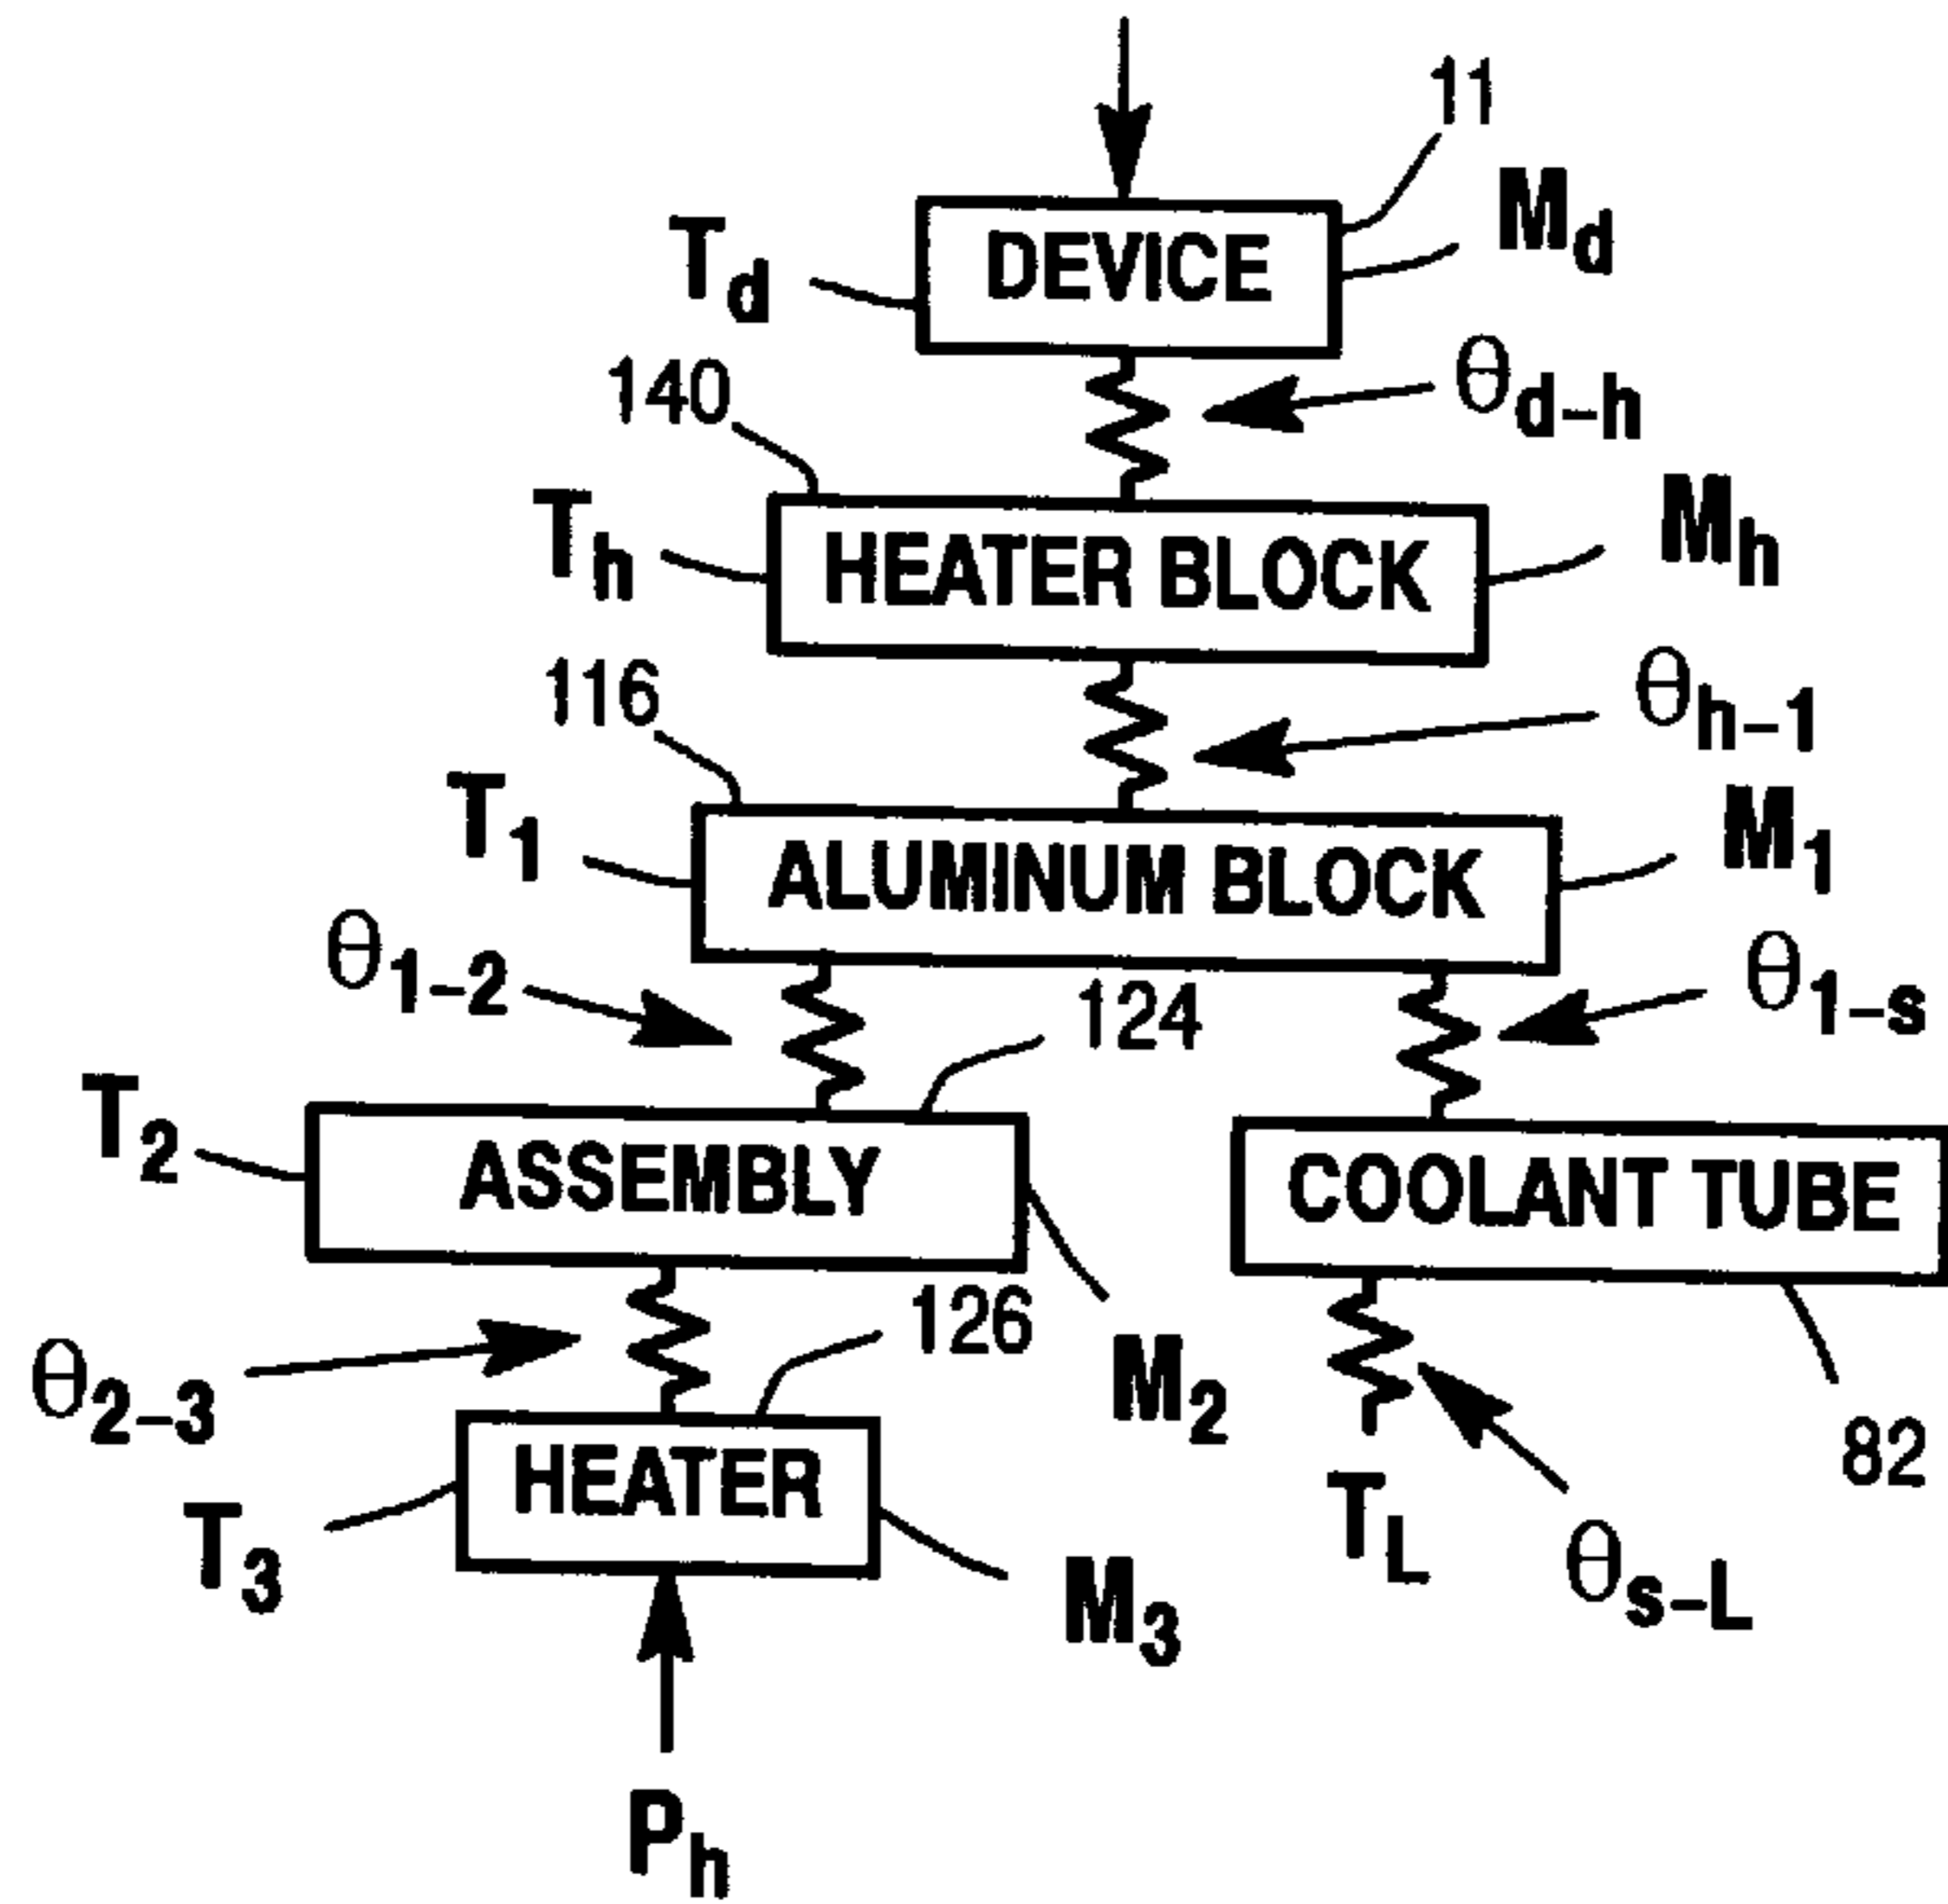 11
T_d
DEVICE
M_d
140
θ_d-h
T_h
HEATER BLOCK
M_h
116
θ_h-1
T_1
ALUMINUM BLOCK
M_1
θ_1-2
124
θ_1-s
T_2
ASSEMBLY
COOLANT TUBE
126
θ_2-3
M_2
82
T_3
HEATER
T_L
θ_s-L
M_3
P_h